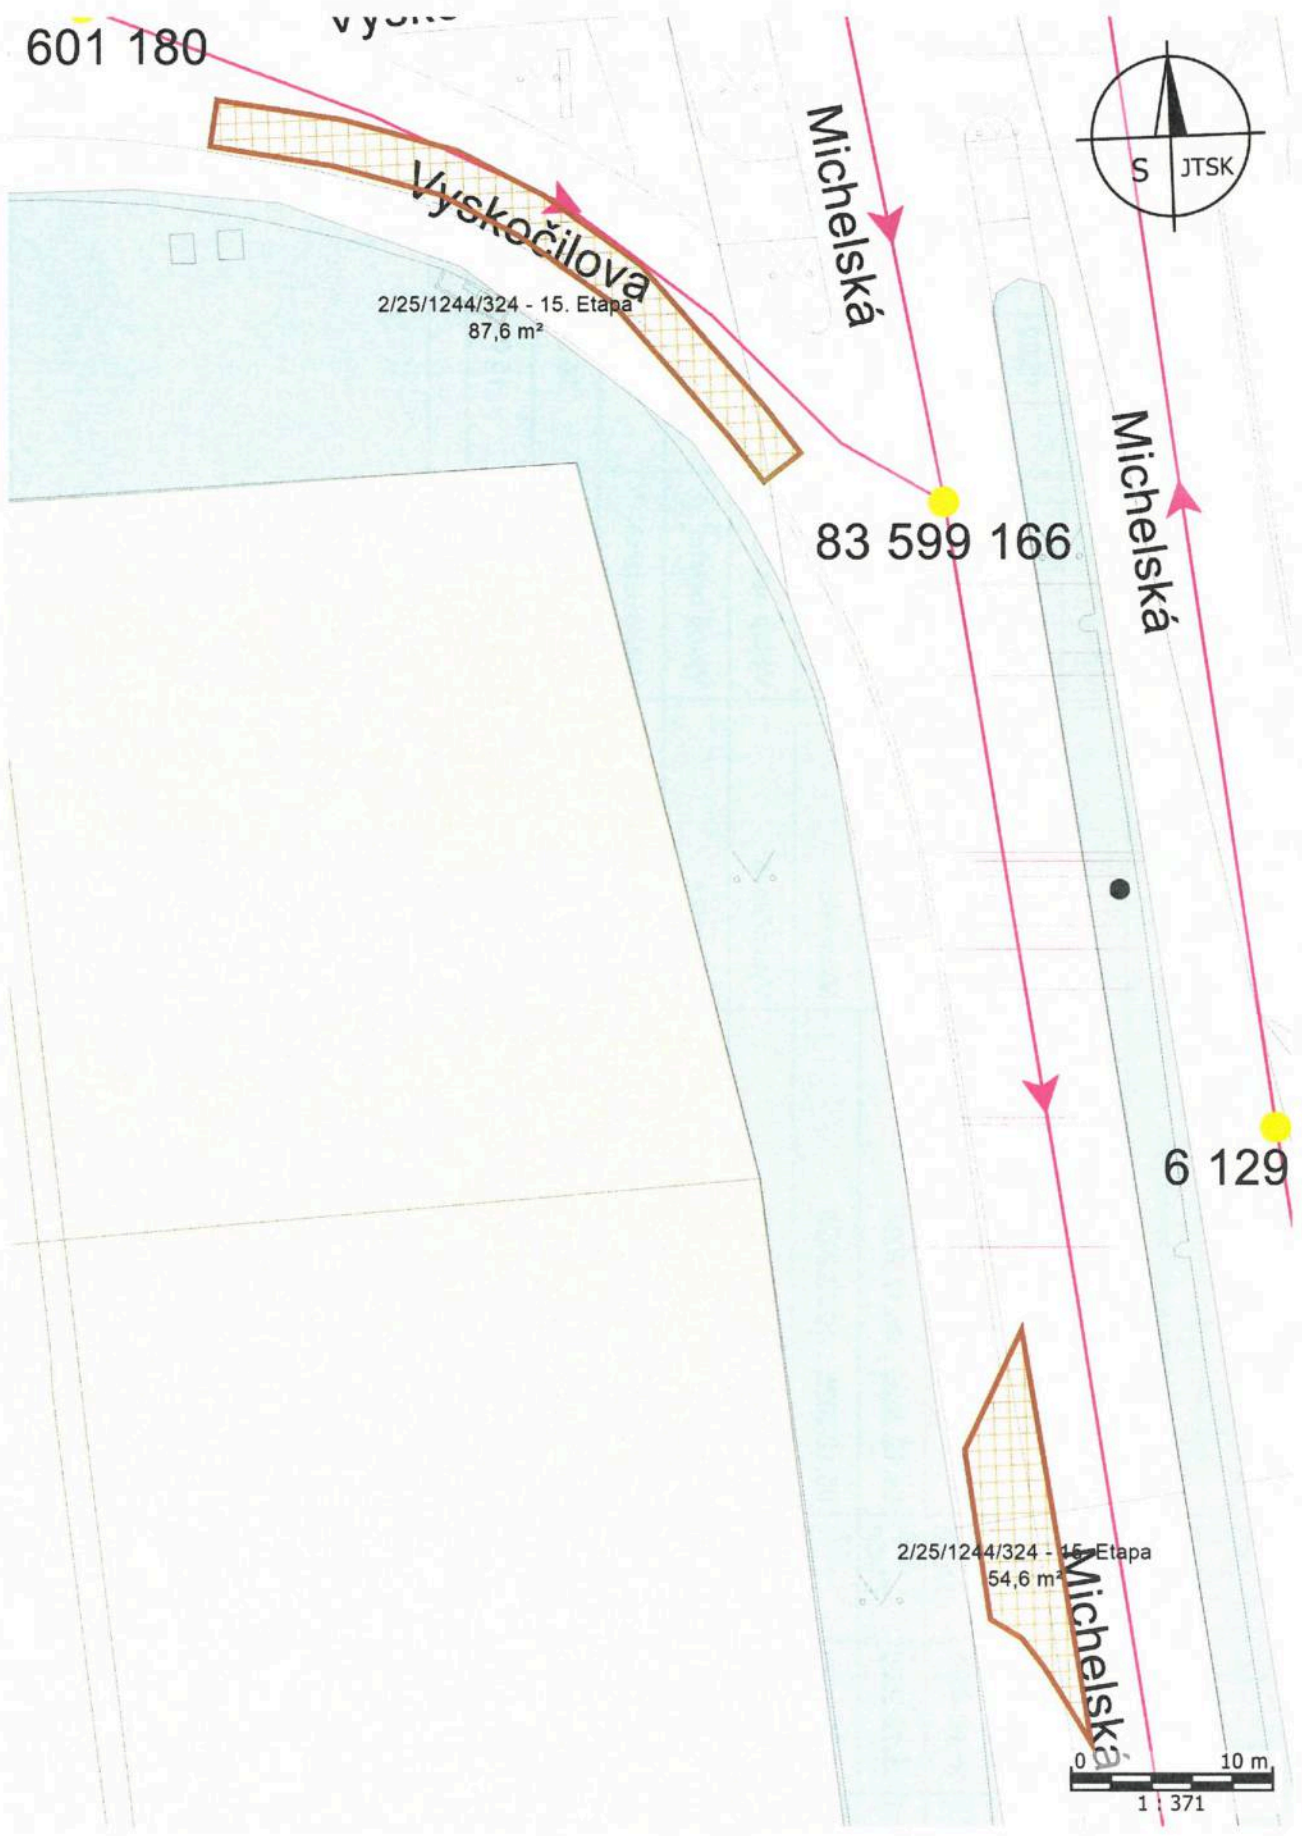 601 180
Michelská
S JTSK
Vyskočilova
2/25/1244/324 - 15. Etapa
87,6 m²
Michelská
83 599 166
6 129
2/25/1244/324 - 15. Etapa
54,6 m²
Michelská
0 10 m
1 : 371